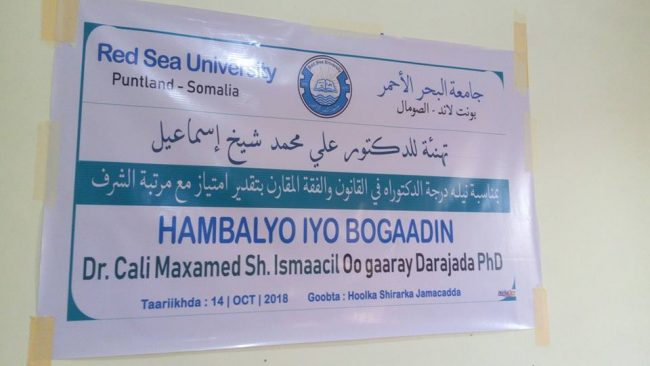 Red Sea University
جامعة البحر الأحمر
Puntland - Somalia
بونت لاند - الصومال
تهنئة للدكتور علي محمد شيخ إسماعيل
بمناسبة نيله درجة الدكتوراه في القانون والفقة المقارن بتقدير امتياز مع مرتبة الشرف
HAMBALYO IYO BOGAADIN
Dr. Cali Maxamed Sh. Ismaacil Oo gaaray Darajada PhD
Taariikhda : 14 | OCT | 2018 Goobta : Hoolka Shirarka Jamacadda